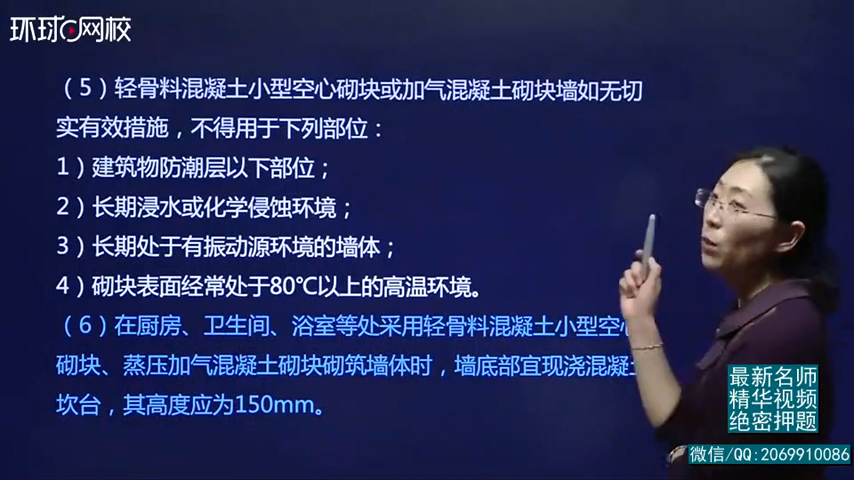 环球网校
（5）轻骨料混凝土小型空心砌块或加气混凝土砌块墙如无切
实有效措施，不得用于下列部位：
1）建筑物防潮层以下部位；
2）长期浸水或化学侵蚀环境；
3）长期处于有振动源环境的墙体；
4）砌块表面经常处于80℃以上的高温环境。
（6）在厨房、卫生间、浴室等处采用轻骨料混凝土小型空
砌块、蒸压加气混凝土砌块砌筑墙体时，墙底部宜现浇混凝
坎台，其高度应为150mm。
最新名师
精华视频
绝密押题
微信/QQ:2069910086